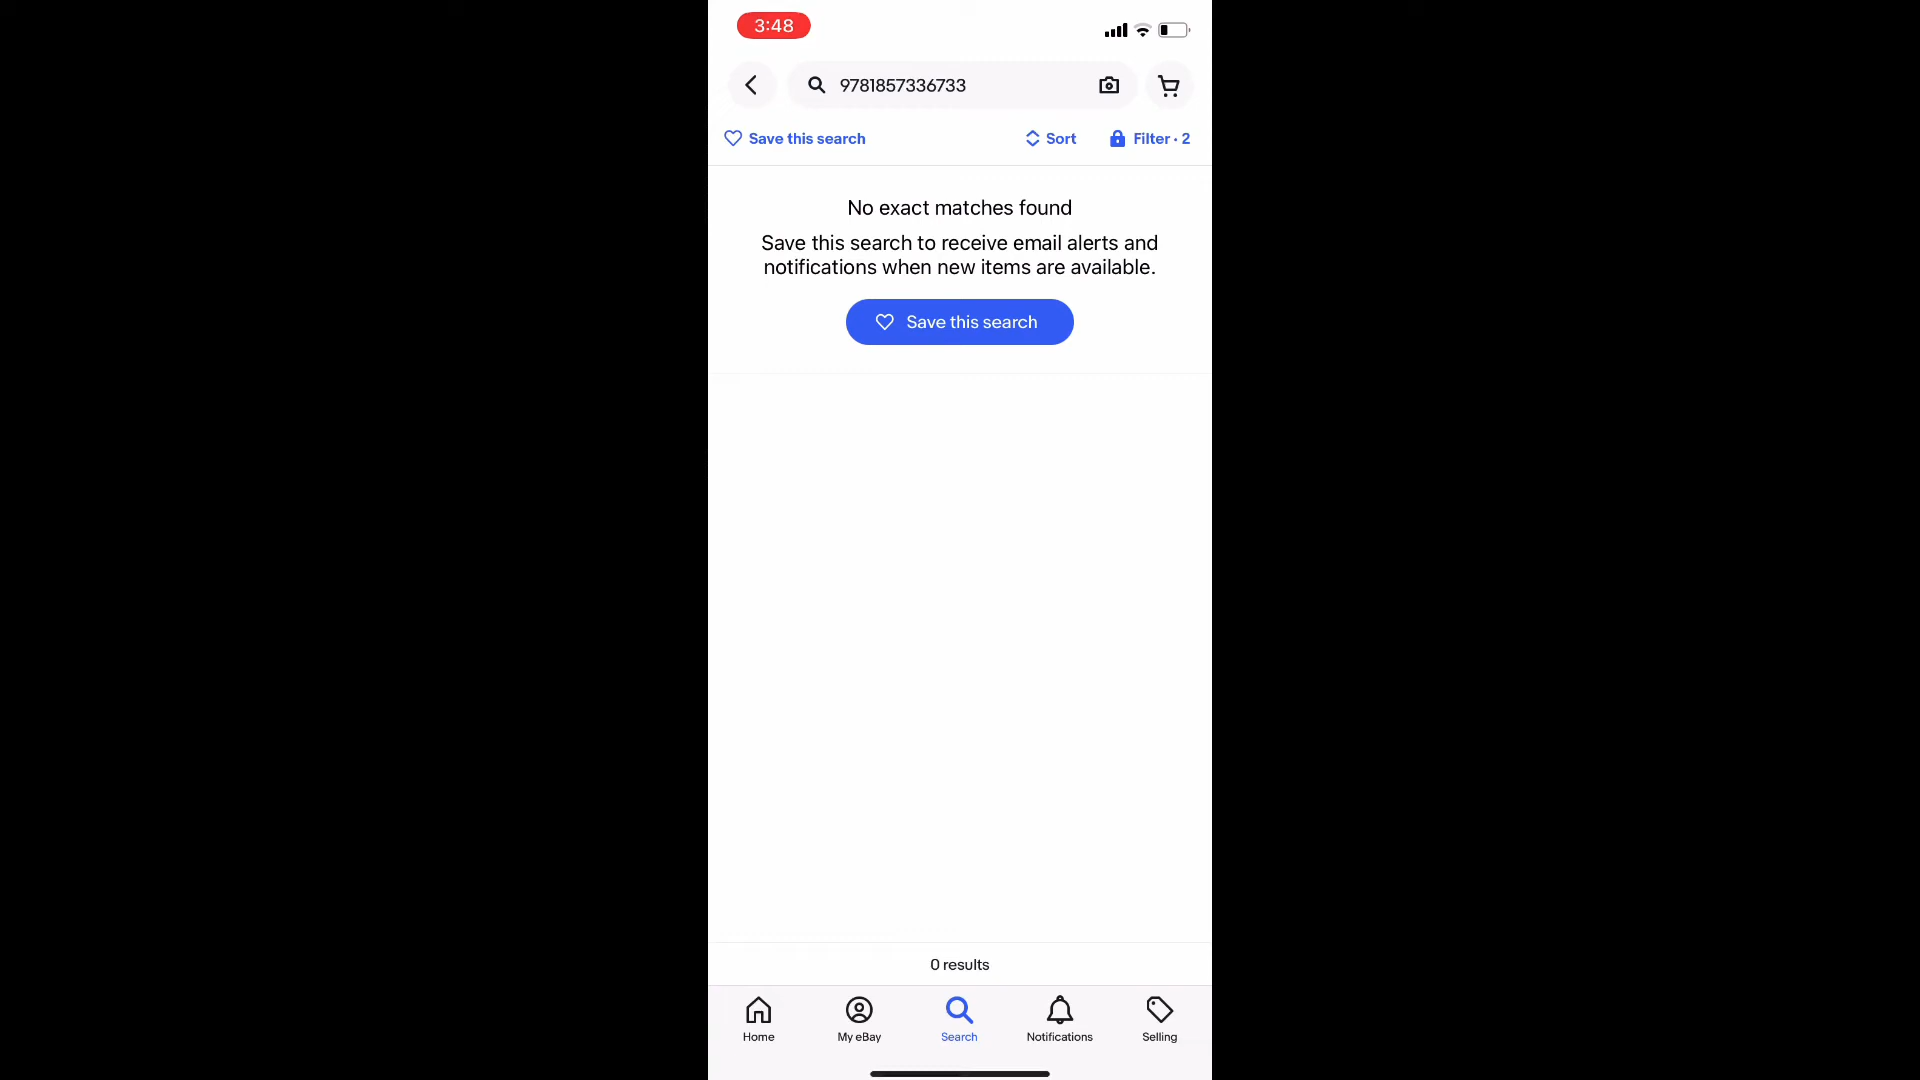 3:48
9781857336733
Save this search
Sort
Filter · 2
No exact matches found
Save this search to receive email alerts and
notifications when new items are available.
Save this search
0 results
Home
My eBay
Search
Notifications
Selling